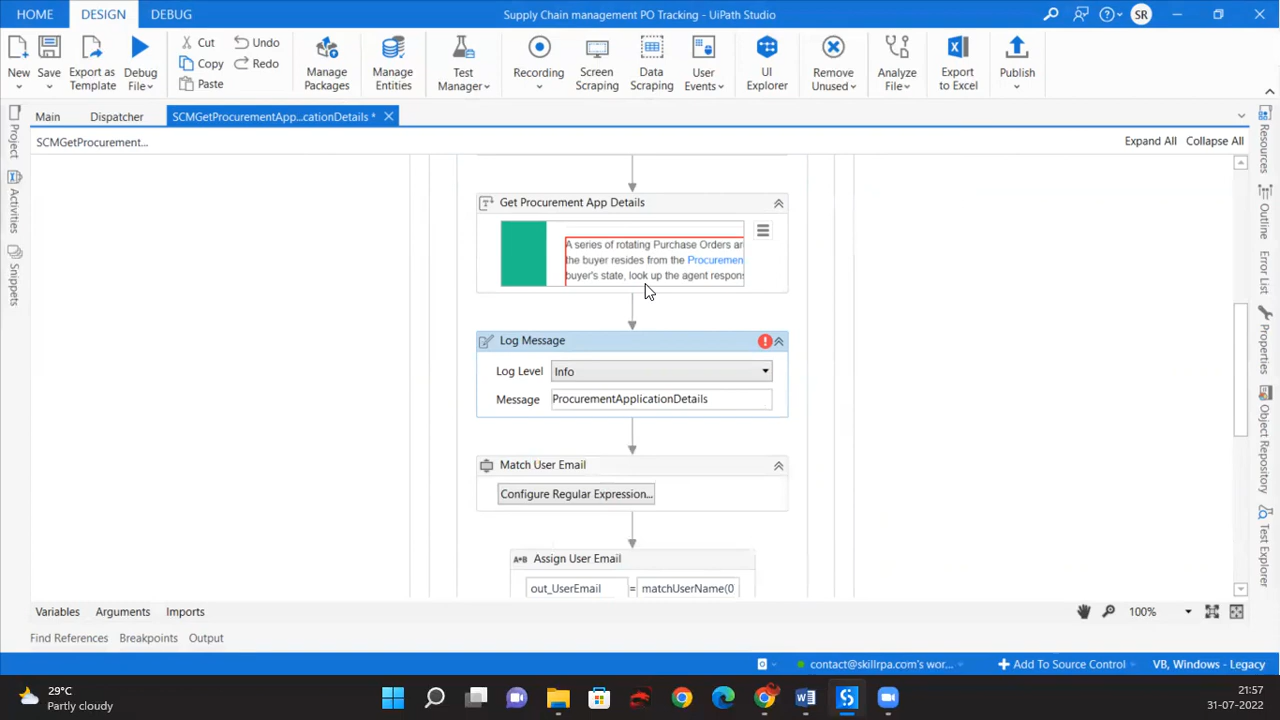 HOME DESIGN DEBUG Supply Chain management PO Tracking - UiPath Studio SR
New Save Export as Template Debug File Cut Copy Paste Undo Redo Manage Packages Manage Entities Test Manager Recording Screen Scraping Data Scraping User Events UI Explorer Remove Unused Analyze File Export to Excel Publish
Main Dispatcher SCMGetProcurementApp...cationDetails *
SCMGetProcurement... Expand All Collapse All
Project
Activities
Snippets
Get Procurement App Details
A series of rotating Purchase Orders ar
the buyer resides from the Procuremen
buyer's state, look up the agent respons
Log Message
Log Level Info
Message ProcurementApplicationDetails
Match User Email
Configure Regular Expression...
A*B Assign User Email
out_UserEmail = matchUserName(0
Resources
Outline
Error List
Properties
Object Repository
Test Explorer
Variables Arguments Imports 100%
Find References Breakpoints Output
contact@skillrpa.com's wor... Add To Source Control VB, Windows - Legacy
29°C
Partly cloudy
21:57
31-07-2022